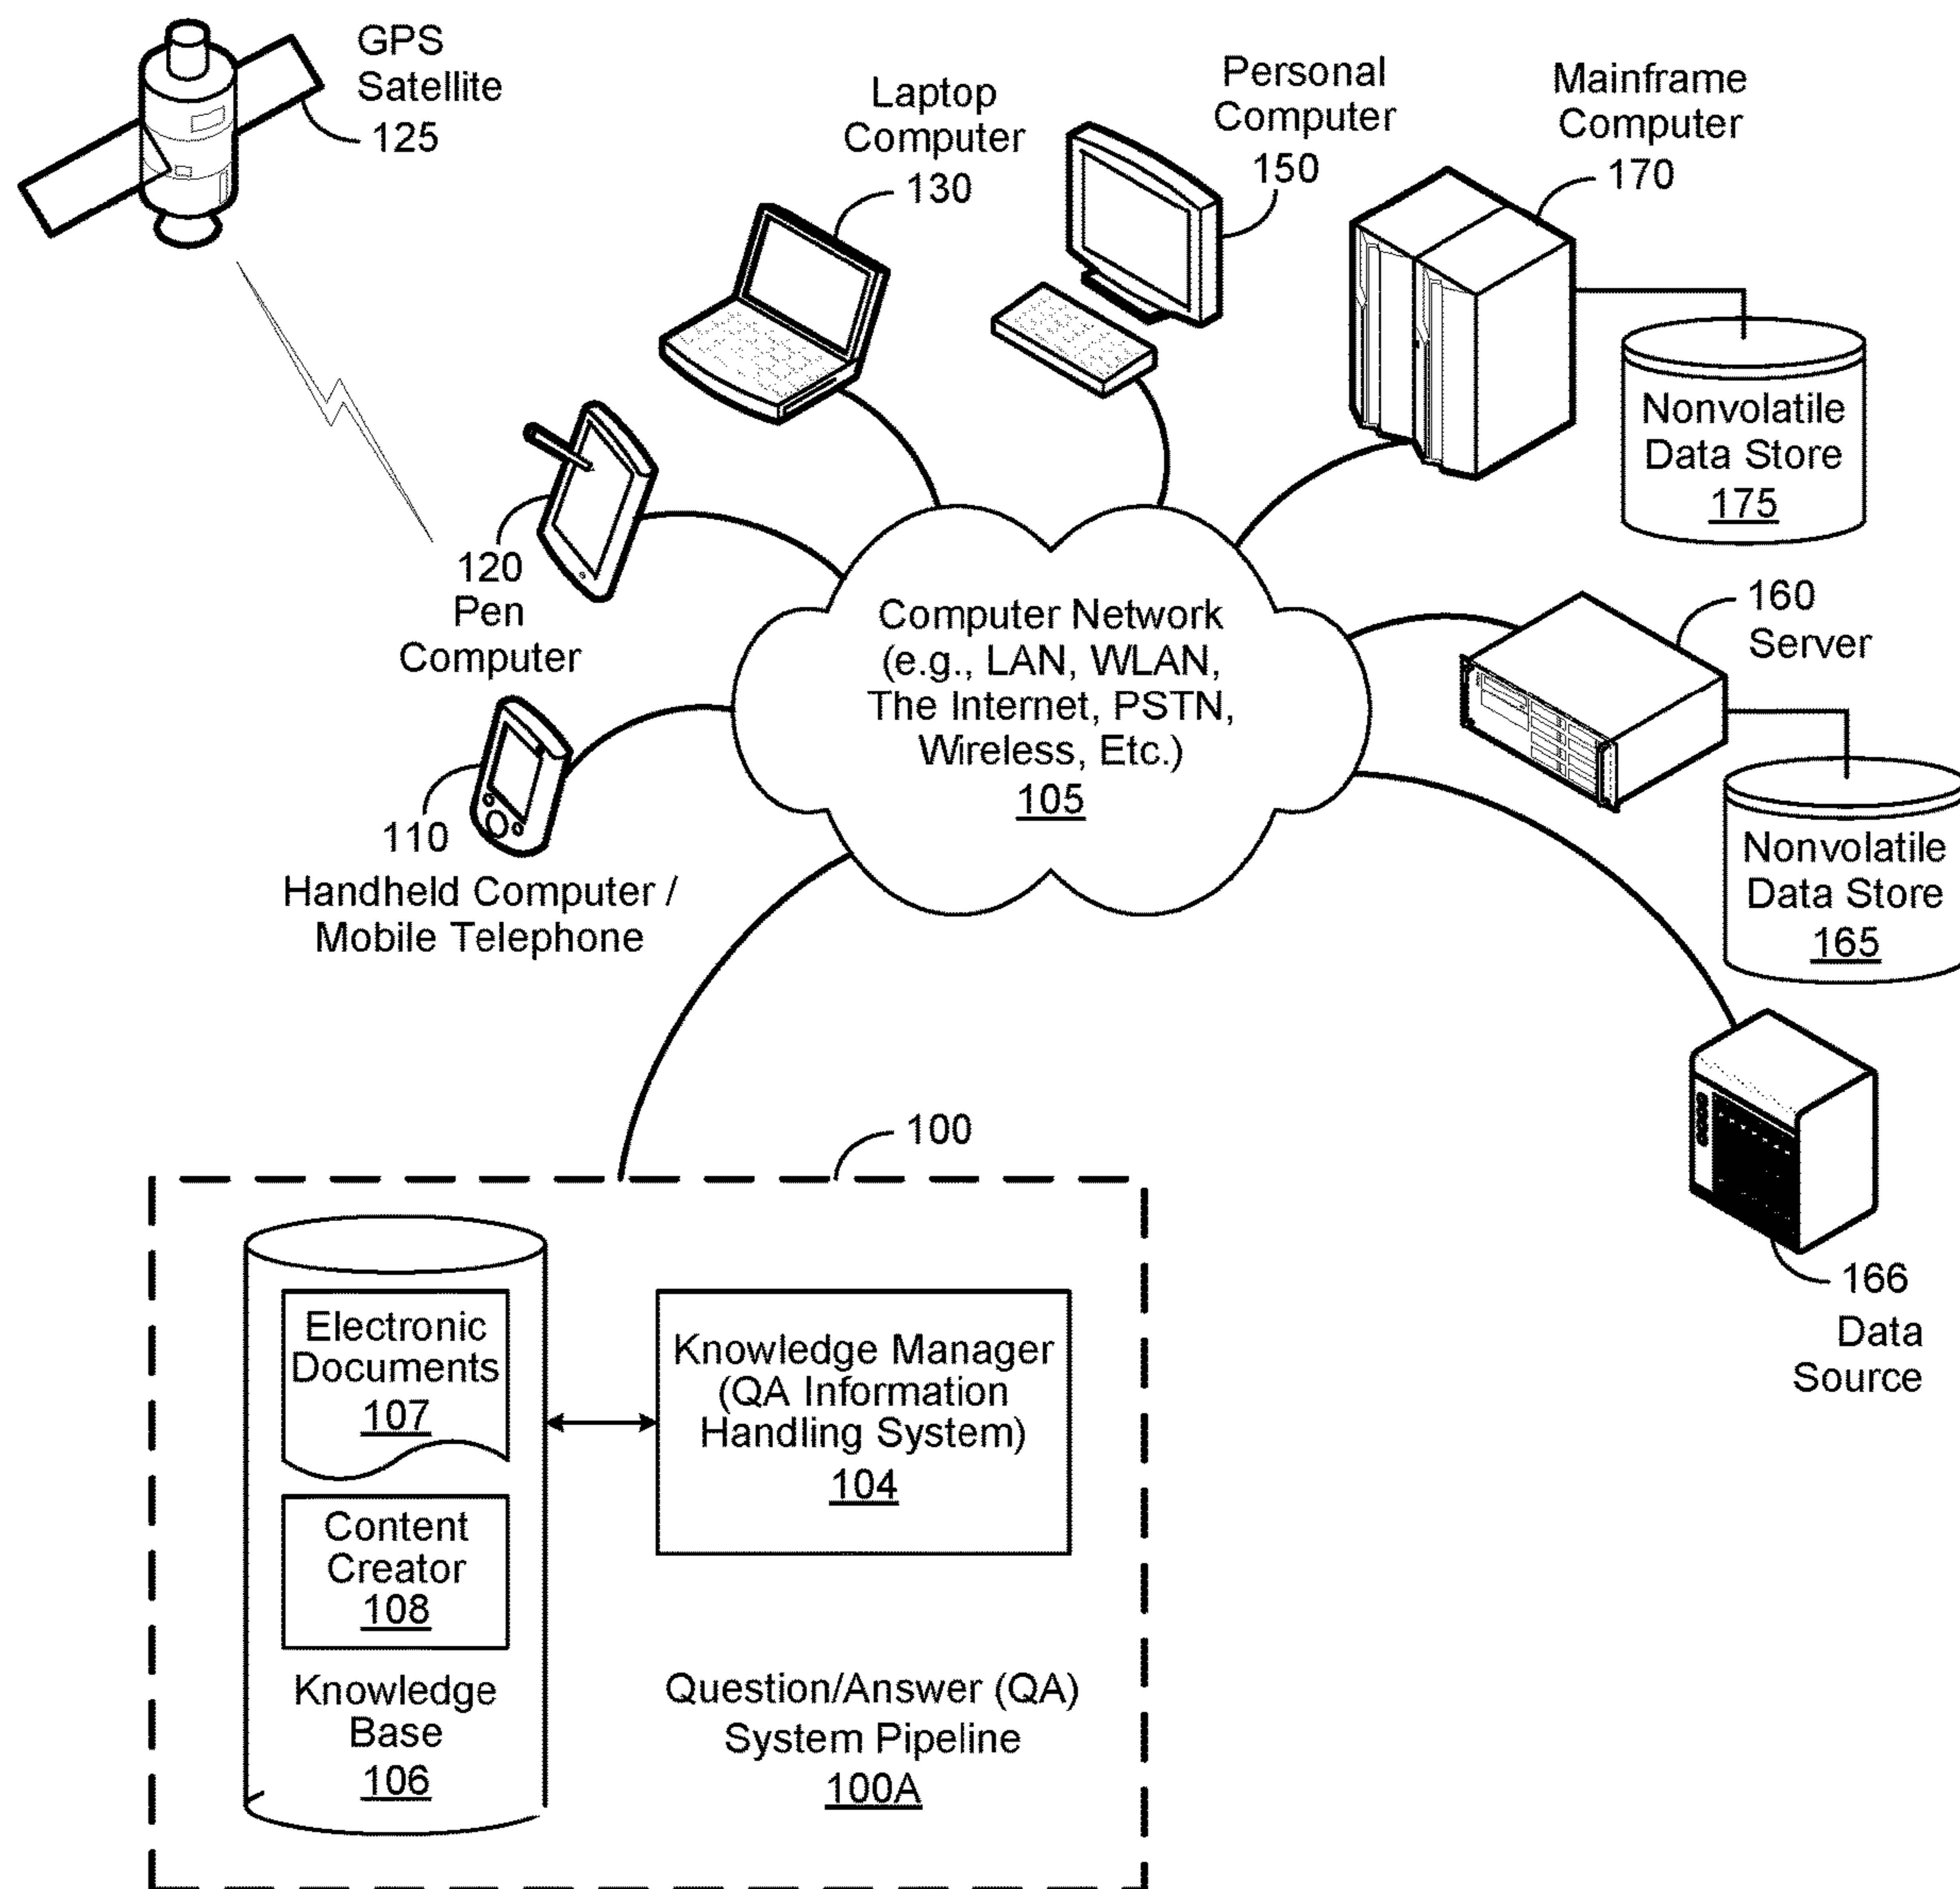 GPS
Satellite
125
Laptop
Computer
130
Personal
Computer
150
Mainframe
Computer
170
Nonvolatile
Data Store
175
120
Pen
Computer
Computer Network
(e.g., LAN, WLAN,
The Internet, PSTN,
Wireless, Etc.)
105
160
Server
110
Handheld Computer /
Mobile Telephone
Nonvolatile
Data Store
165
100
166
Data
Source
Electronic
Documents
107
Knowledge Manager
(QA Information
Handling System)
104
Content
Creator
108
Knowledge
Base
106
Question/Answer (QA)
System Pipeline
100A